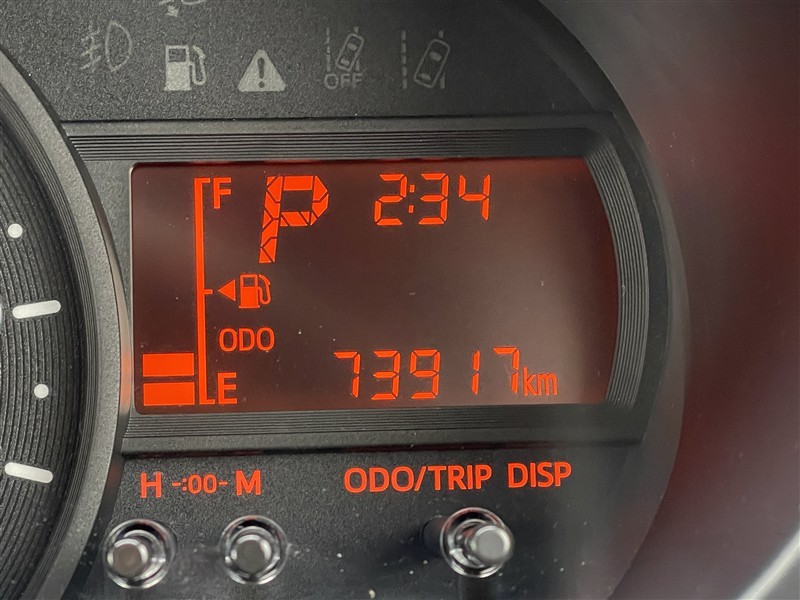 OFF
F P 2:34
ODO
E 73917km
H -:00- M ODO/TRIP DISP